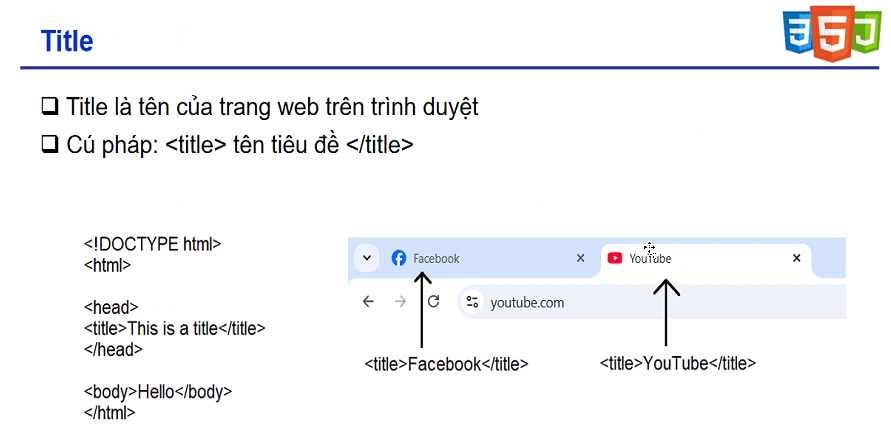 Title
❑ Title là tên của trang web trên trình duyệt
❑ Cú pháp: <title> tên tiêu đề </title>
<!DOCTYPE html>
<html>
<head>
<title>This is a title</title>
</head>
<body>Hello</body>
</html>
Facebook
YouTube
youtube.com
<title>Facebook</title>
<title>YouTube</title>